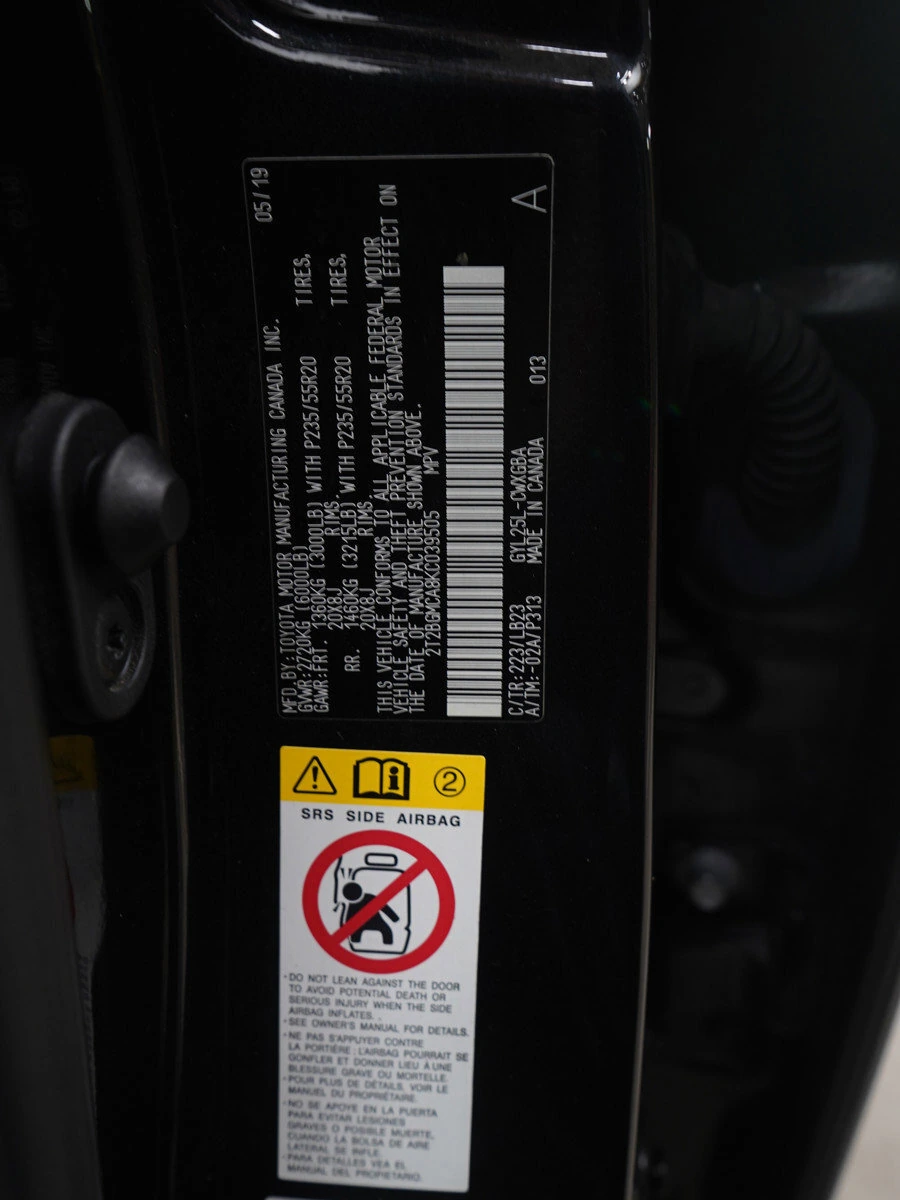 05/19
MFD.BY:TOYOTA MOTOR MANUFACTURING CANADA INC.
GVWR:2720KG (6000LB)
GAWR:FRT. 1360KG (3000LB) WITH P235/55R20 TIRES,
20X8J RIMS.
RR. 1460KG (3215LB) WITH P235/55R20 TIRES,
20X8J RIMS.
THIS VEHICLE CONFORMS TO ALL APPLICABLE FEDERAL MOTOR
VEHICLE SAFETY AND THEFT PREVENTION STANDARDS IN EFFECT ON
THE DATE OF MANUFACTURE SHOWN ABOVE.
2T2BGMCA8KC039505 MPV
C/TR:223/LB23 GYL25L-CWXGBA 013
A/TM:-02A/P313 MADE IN CANADA
A
2
SRS SIDE AIRBAG
·DO NOT LEAN AGAINST THE DOOR
TO AVOID POTENTIAL DEATH OR
SERIOUS INJURY WHEN THE SIDE
AIRBAG INFLATES.
·SEE OWNER'S MANUAL FOR DETAILS.
·NE PAS S'APPUYER CONTRE
LA PORTIÈRE : L'AIRBAG POURRAIT SE
GONFLER ET DONNER LIEU À UNE
BLESSURE GRAVE OU MORTELLE.
·POUR PLUS DE DÉTAILS, VOIR LE
MANUEL DU PROPRIÉTAIRE.
·NO SE APOYE EN LA PUERTA
PARA EVITAR LESIONES
GRAVES O POSIBLE MUERTE,
CUANDO LA BOLSA DE AIRE
LATERAL SE INFLE.
·PARA DETALLES VEA EL
MANUAL DEL PROPIETARIO.